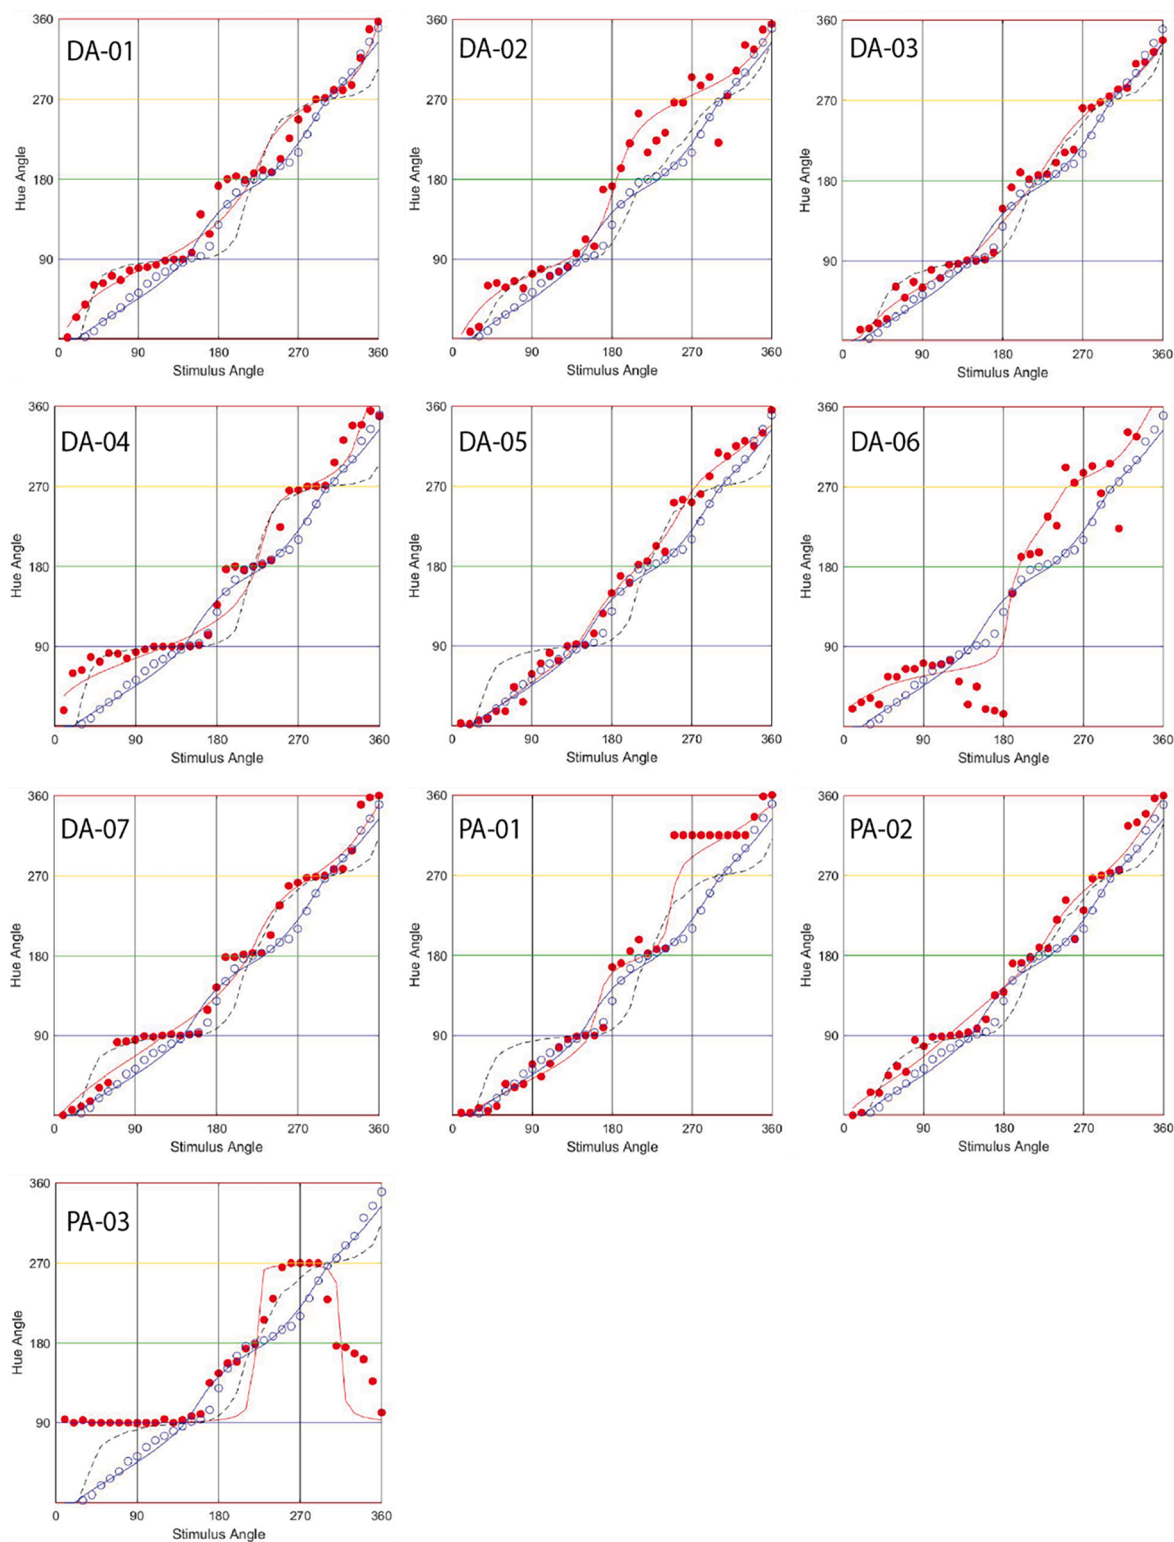 360 360 360
DA-01 DA-02 DA-03
270 270 270
Hue Angle Hue Angle Hue Angle
180 180 180
90 90 90
0 90 180 270 360 0 90 180 270 360 0 90 180 270 360
Stimulus Angle Stimulus Angle Stimulus Angle
360 360 360
DA-04 DA-05 DA-06
270 270 270
Hue Angle Hue Angle Hue Angle
180 180 180
90 90 90
0 90 180 270 360 0 90 180 270 360 0 90 180 270 360
Stimulus Angle Stimulus Angle Stimulus Angle
360 360 360
DA-07 PA-01 PA-02
270 270 270
Hue Angle Hue Angle Hue Angle
180 180 180
90 90 90
0 90 180 270 360 0 90 180 270 360 0 90 180 270 360
Stimulus Angle Stimulus Angle Stimulus Angle
360
PA-03
270
Hue Angle
180
90
0 90 180 270 360
Stimulus Angle